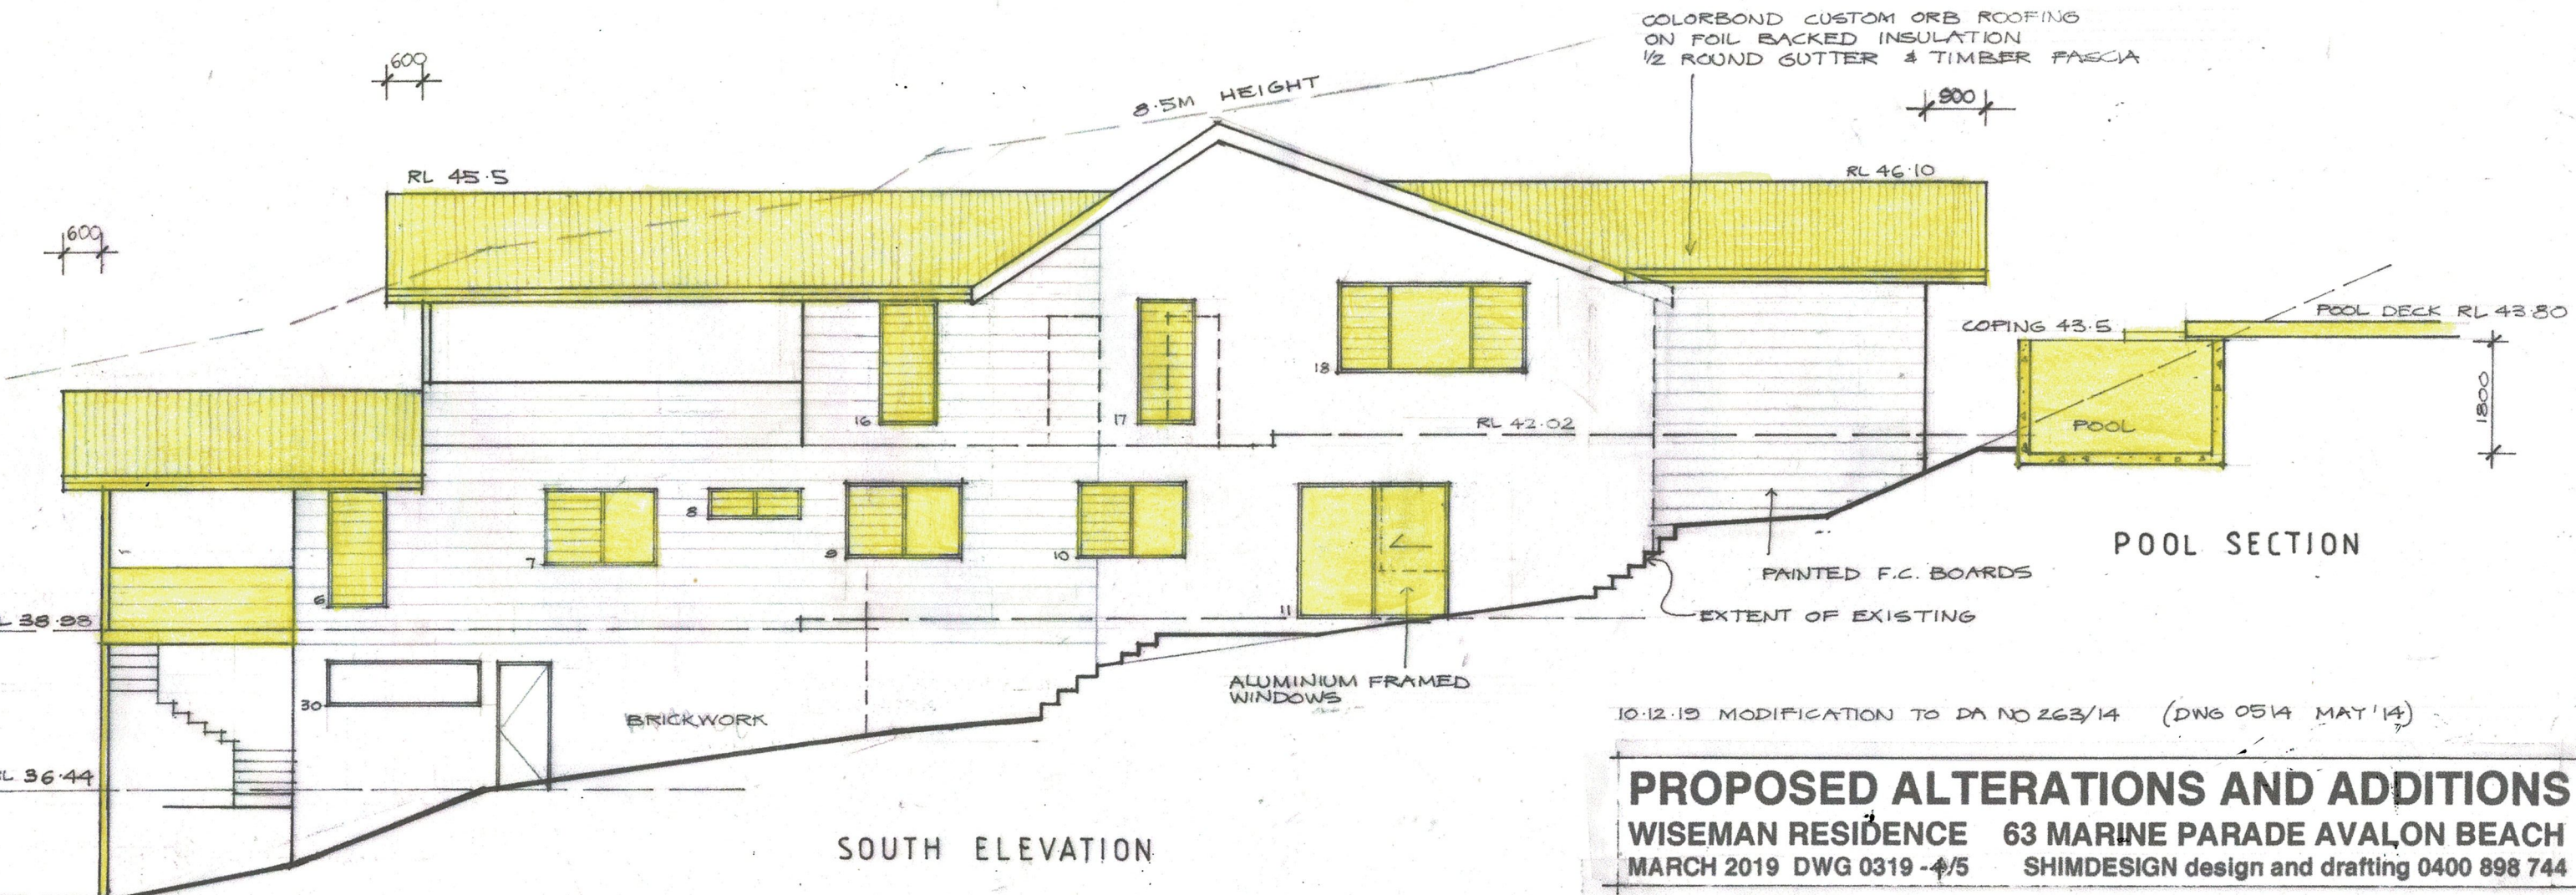 COLORBOND CUSTOM ORB ROOFING
ON FOIL BACKED INSULATION
1/2 ROUND GUTTER & TIMBER FASCIA
600
900
8·5M HEIGHT
RL 45·5
RL 46·10
600
POOL DECK RL 43·80
COPING 43·5
18
1800
16
17
RL 42·02
POOL
POOL SECTION
7
8
9
10
6
11
PAINTED F.C. BOARDS
EXTENT OF EXISTING
L 38·98
ALUMINIUM FRAMED
WINDOWS
30
BRICKWORK
10·12·19 MODIFICATION TO DA NO 263/14 (DWG 0514 MAY '14)
L 36·44
SOUTH ELEVATION
PROPOSED ALTERATIONS AND ADDITIONS
WISEMAN RESIDENCE 63 MARINE PARADE AVALON BEACH
MARCH 2019 DWG 0319 -4/5 SHIMDESIGN design and drafting 0400 898 744